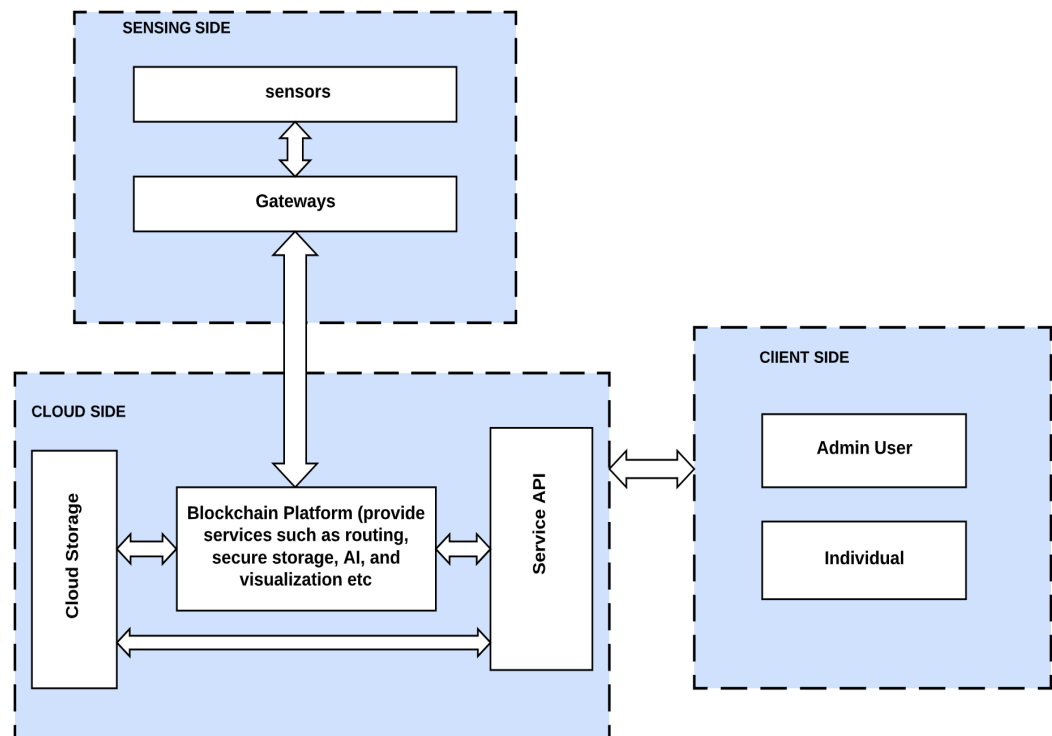 SENSING SIDE
sensors
Gateways
ClIENT SIDE
CLOUD SIDE
Admin User
Individual
Cloud Storage
Blockchain Platform (provide
services such as routing,
secure storage, AI, and
visualization etc
Service API